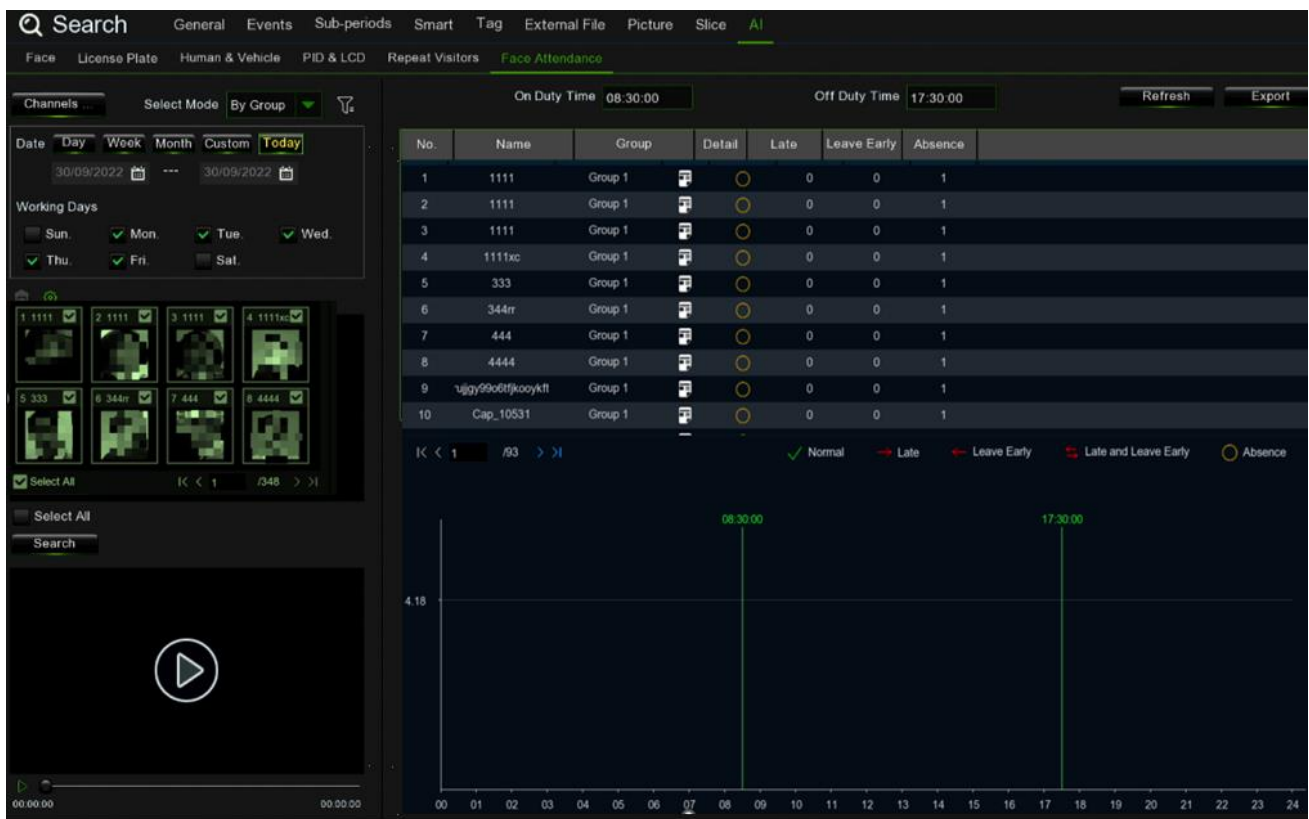 Search General Events Sub-periods Smart Tag External File Picture Slice AI
Face License Plate Human & Vehicle PID & LCD Repeat Visitors Face Attendance
Channels ... Select Mode By Group
On Duty Time 08:30:00 Off Duty Time 17:30:00 Refresh Export
Date Day Week Month Custom Today
30/09/2022 --- 30/09/2022
Working Days
Sun. Mon. Tue. Wed.
Thu. Fri. Sat.
1 1111 2 1111 3 1111 4 1111xc
5 333 6 344rr 7 444 8 4444
Select All 1 /348
Select All
Search
00:00:00 00:00:00
No. Name Group Detail Late Leave Early Absence
1 1111 Group 1 0 0 1
2 1111 Group 1 0 0 1
3 1111 Group 1 0 0 1
4 1111xc Group 1 0 0 1
5 333 Group 1 0 0 1
6 344rr Group 1 0 0 1
7 444 Group 1 0 0 1
8 4444 Group 1 0 0 1
9 Group 1 0 0 1
10 Cap_10531 Group 1 0 0 1
1 /93 Normal Late Leave Early Late and Leave Early Absence
08:30:00 17:30:00
4.18
00 01 02 03 04 05 06 07 08 09 10 11 12 13 14 15 16 17 18 19 20 21 22 23 24